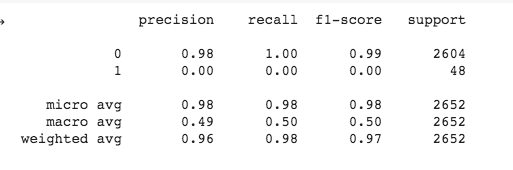 precision recall f1-score support
0 0.98 1.00 0.99 2604
1 0.00 0.00 0.00 48
micro avg 0.98 0.98 0.98 2652
macro avg 0.49 0.50 0.50 2652
weighted avg 0.96 0.98 0.97 2652